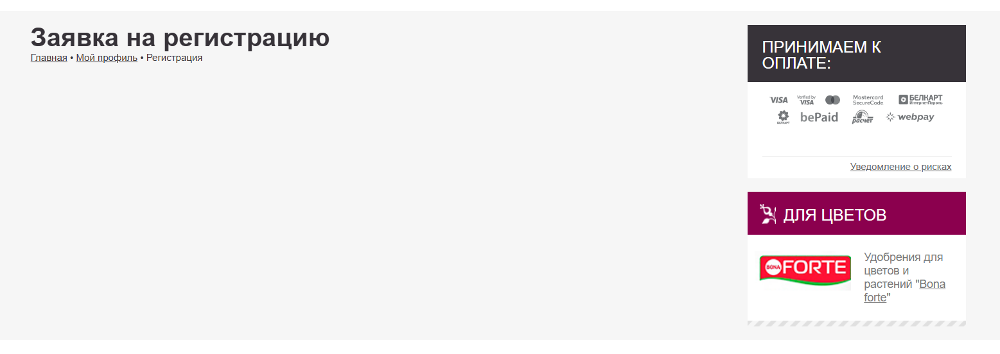 Заявка на регистрацию
Главная • Мой профиль • Регистрация
ПРИНИМАЕМ К
ОПЛАТЕ:
VISA Verified by VISA Mastercard SecureCode БЕЛКАРТ ИнтернетПароль
БЕЛКАРТ bePaid расчет webpay
Уведомление о рисках
ДЛЯ ЦВЕТОВ
BONA FORTE
Удобрения для
цветов и
растений "Bona
forte"